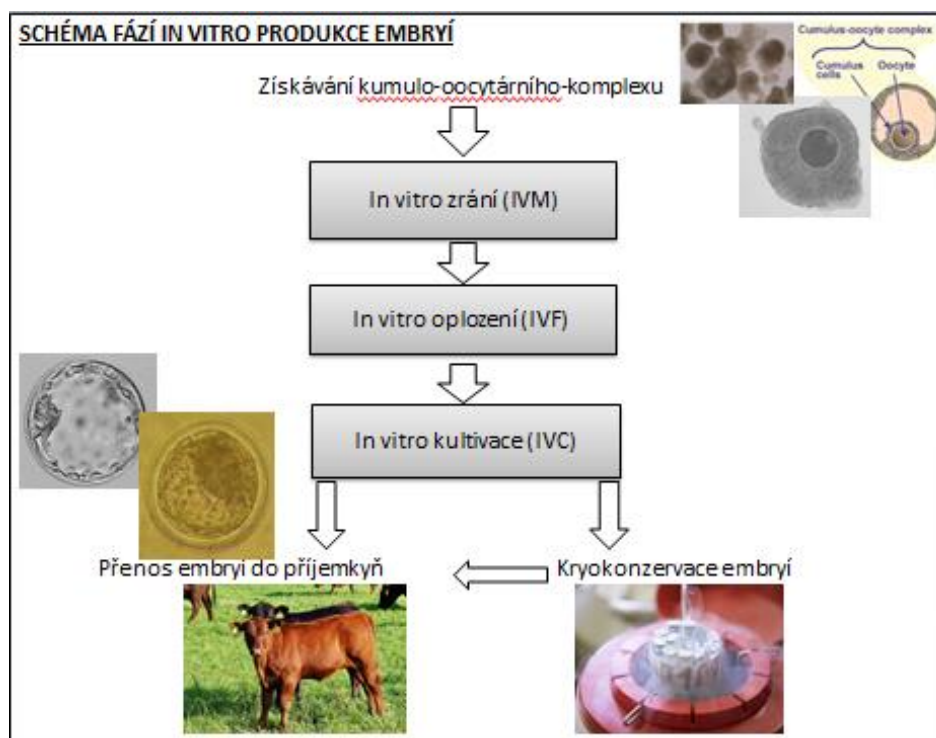 SCHÉMA FÁZÍ IN VITRO PRODUKCE EMBRYÍ
Cumulus-oocyte complex
Cumulus cells
Oocyte
Získávání kumulo-oocytárního-komplexu
In vitro zrání (IVM)
In vitro oplození (IVF)
In vitro kultivace (IVC)
Přenos embryí do příjemkyň
Kryokonzervace embryí